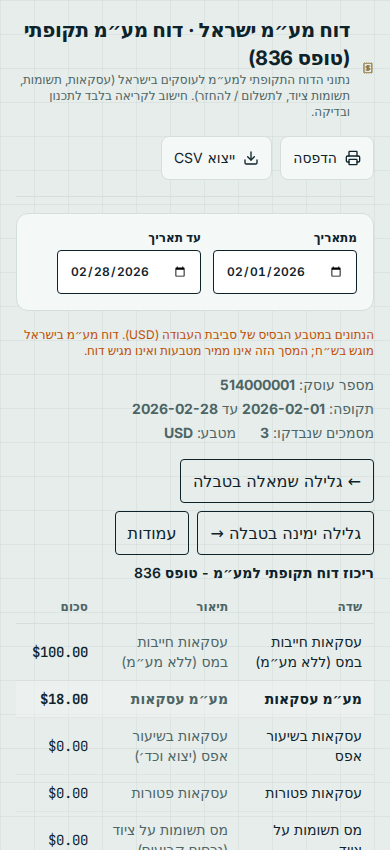 דוח מע״מ ישראל · דוח מע״מ תקופתי
(טופס 836)
נתוני הדוח התקופתי למע״מ לעוסקים בישראל (עסקאות, תשומות,
תשומות ציוד, לתשלום / להחזר). חישוב לקריאה בלבד לתכנון
ובדיקה.
הדפסה
ייצוא CSV
מתאריך
עד תאריך
02/01/2026
02/28/2026
הנתונים במטבע הבסיס של סביבת העבודה (USD). דוח מע״מ בישראל
מוגש בש״ח; המסך הזה אינו ממיר מטבעות ואינו מגיש דוח.
מספר עוסק: 514000001
תקופה: 2026-02-01 עד 2026-02-28
מסמכים שנבדקו: 3 מטבע: USD
← גלילה שמאלה בטבלה
גלילה ימינה בטבלה →
עמודות
ריכוז דוח תקופתי למע״מ - טופס 836
שדה תיאור סכום
עסקאות חייבות עסקאות חייבות
במס (ללא מע״מ) במס (ללא מע״מ) $100.00
מע״מ עסקאות מע״מ עסקאות $18.00
עסקאות בשיעור עסקאות בשיעור
אפס אפס (יצוא וכד׳) $0.00
עסקאות פטורות עסקאות פטורות $0.00
מס תשומות על מס תשומות על ציוד $0.00